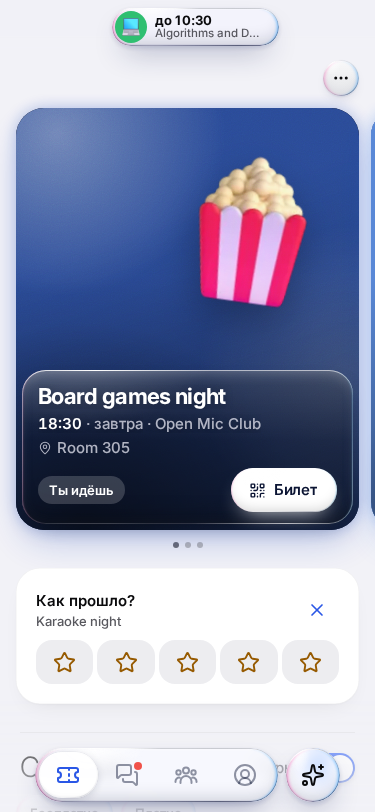 до 10:30
Algorithms and D...
Board games night
18:30 · завтра · Open Mic Club
Room 305
Ты идёшь
Билет
Как прошло?
Karaoke night